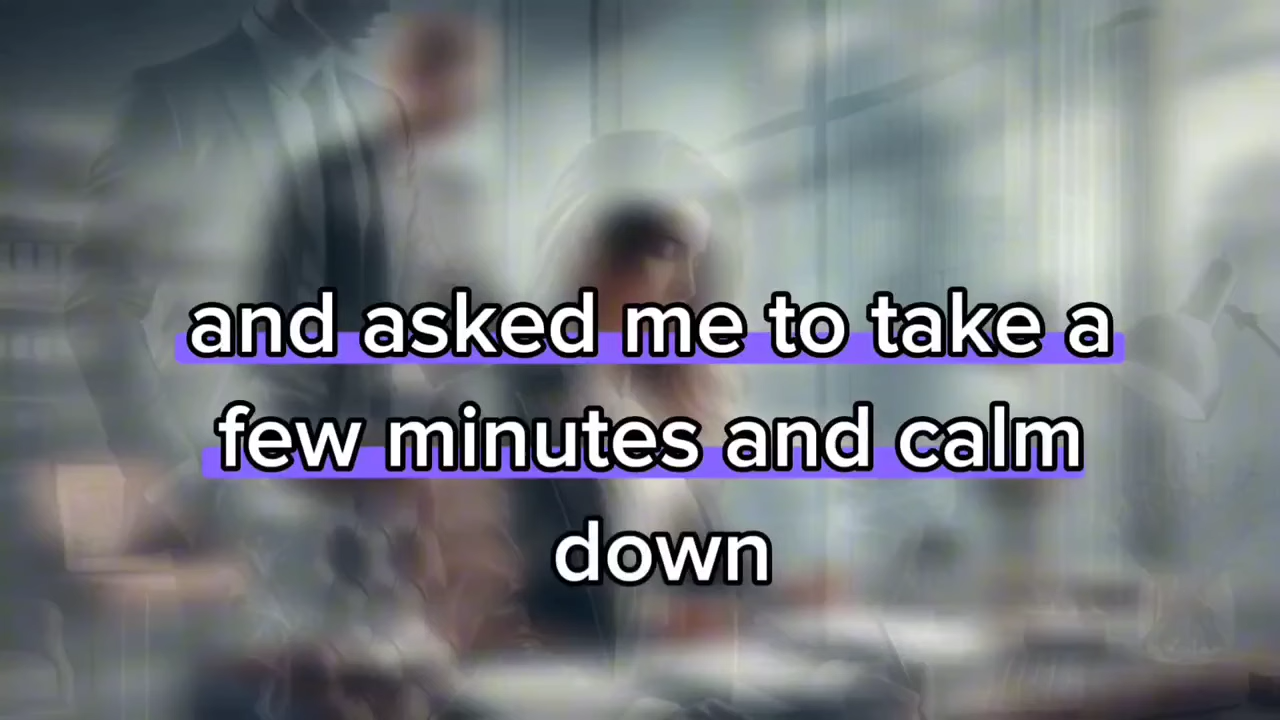 and asked me to take a
few minutes and calm
down